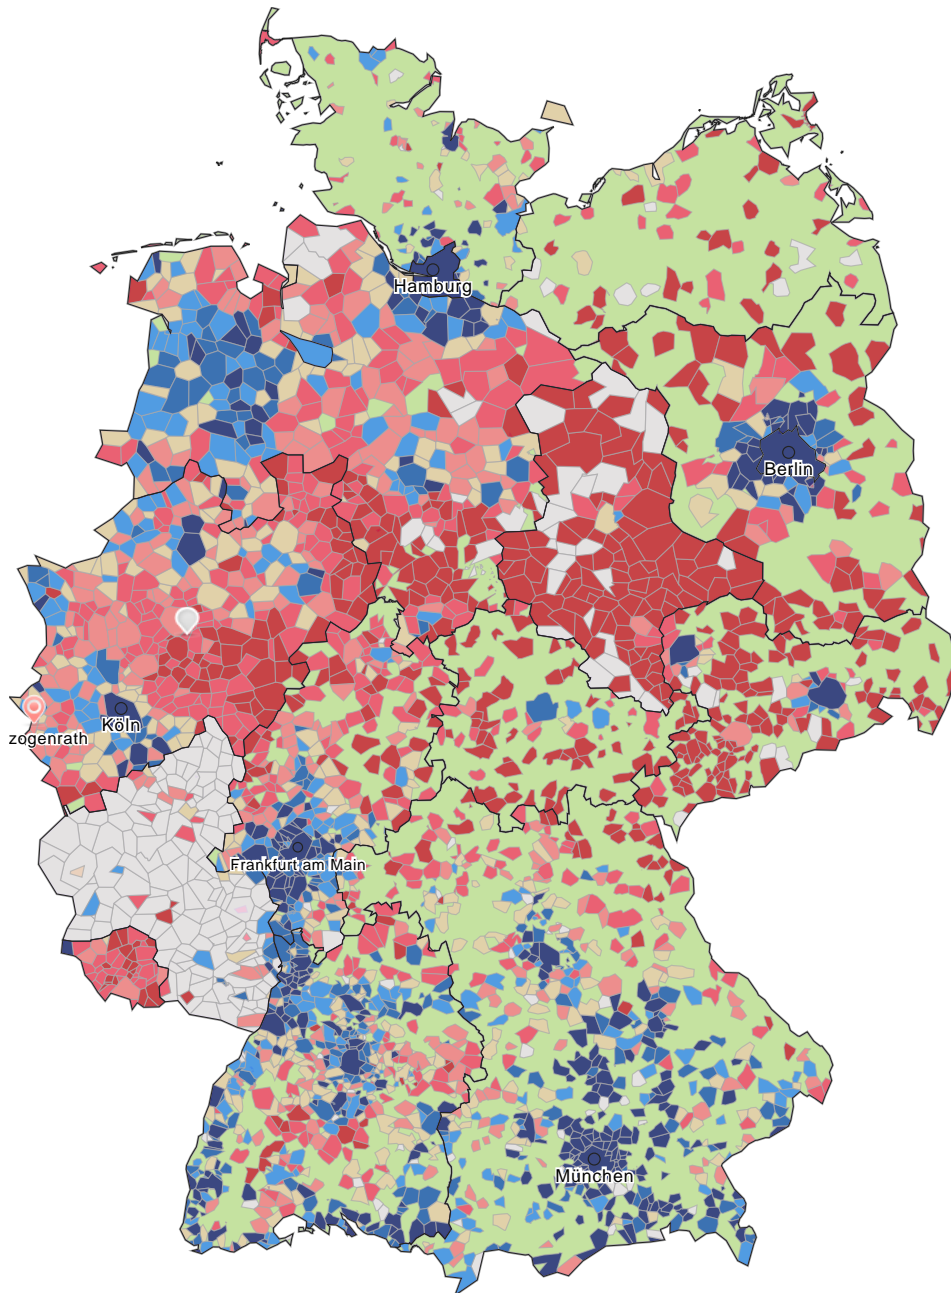 Hamburg
Berlin
Köln
zogenrath
Frankfurt am Main
München